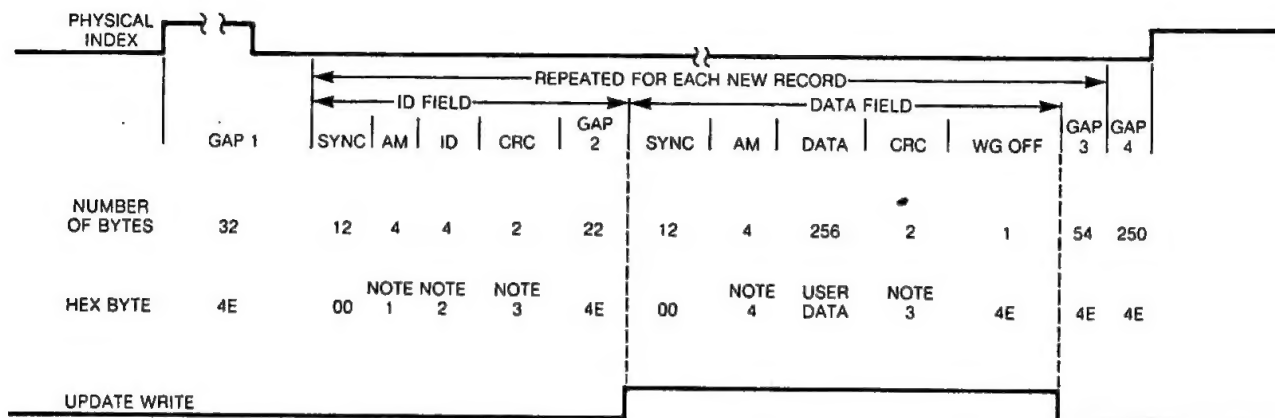 PHYSICAL
INDEX
REPEATED FOR EACH NEW RECORD
ID FIELD
DATA FIELD
GAP 1
SYNC
AM
ID
CRC
GAP
2
SYNC
AM
DATA
CRC
WG OFF
GAP
3
GAP
4
NUMBER
OF BYTES
32
12
4
4
2
22
12
4
256
2
1
54
250
HEX BYTE
4E
00
NOTE
1
NOTE
2
NOTE
3
4E
00
NOTE
4
USER
DATA
NOTE
3
4E
4E
4E
UPDATE WRITE